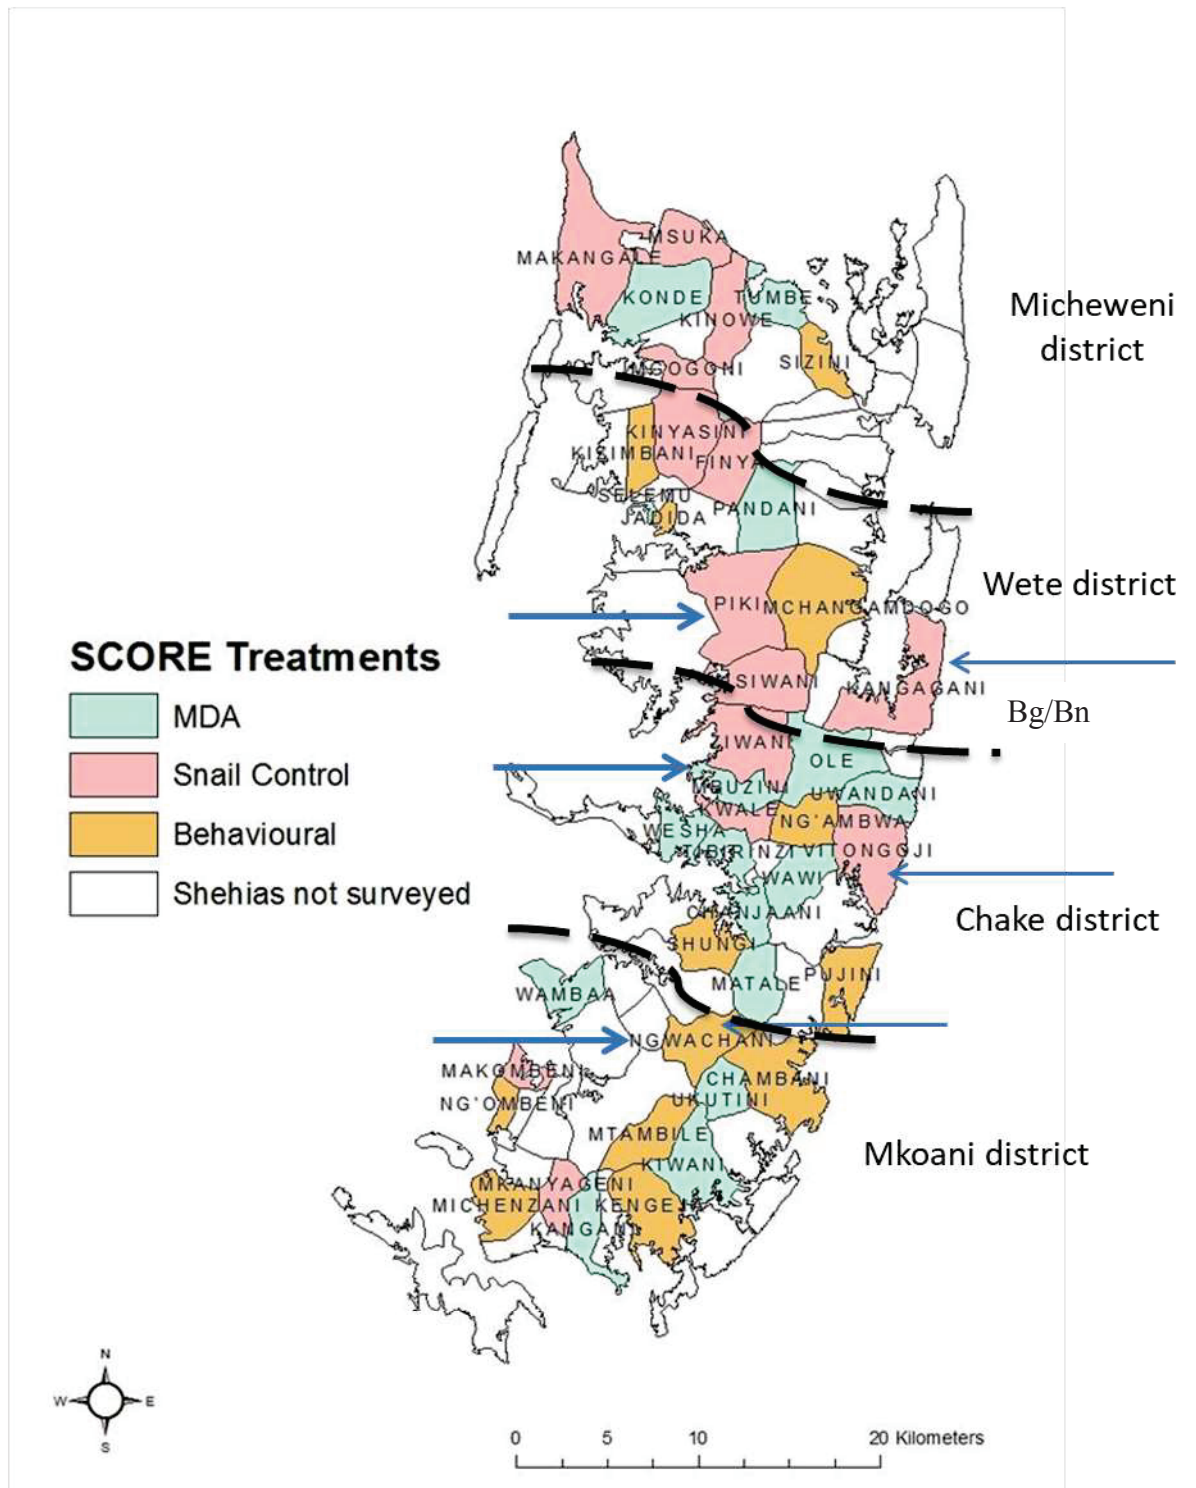 MSUKA
MAKANGALE
KONDE
TUMBE
KINOWE
Micheweni
district
SIZINI
MGOGONI
KINYASINI
KIZIMBANI
FINYA
SELEMU
PANDANI
JADIDA
Wete district
PIKI
MCHANGAMDOGO
SCORE Treatments
MDA
Snail Control
Behavioural
Shehias not surveyed
SIWANI
KANGAGANI
Bg/Bn
ZIWANI
OLE
MBUZINI
UWANDANI
KWALE
NG'AMBWA
WESHA
TIBIRINZI
VITONGOJI
WAWI
CHANJAANI
Chake district
SHUNGI
MATALE
PUJINI
WAMBAA
NGWACHANI
MAKOMBENI
CHAMBANI
NG'OMBENI
UKUTINI
MTAMBILE
Mkoani district
KIWANI
MKANYAGENI
MICHENZANI
KENGEJA
KANGANI
N
W
E
S
0
5
10
20 Kilometers